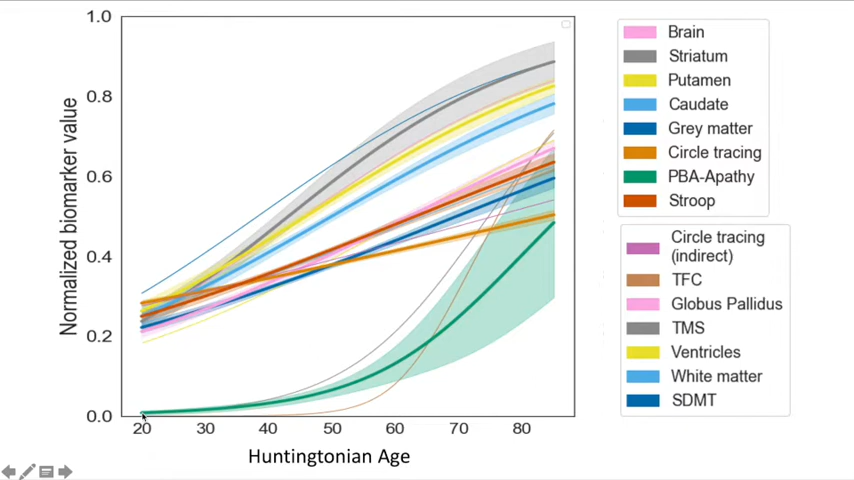 1.0
0.8
0.6
0.4
0.2
0.0
Normalized biomarker value
20 30 40 50 60 70 80
Huntingtonian Age
Brain
Striatum
Putamen
Caudate
Grey matter
Circle tracing
PBA-Apathy
Stroop
Circle tracing
(indirect)
TFC
Globus Pallidus
TMS
Ventricles
White matter
SDMT